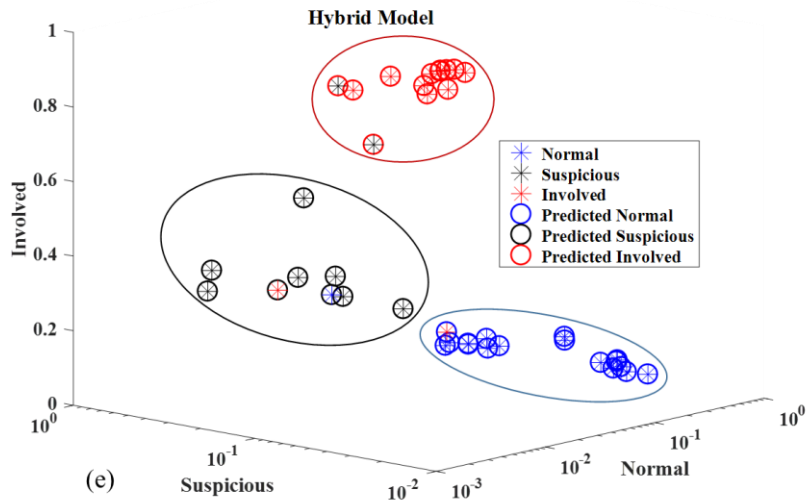 Hybrid Model
1
0.8
0.6
0.4
0.2
0
Involved
Normal
Suspicious
Involved
Predicted Normal
Predicted Suspicious
Predicted Involved
10^0
10^-1
10^-2
Suspicious
10^-3
10^-2
10^-1
10^0
Normal
(e)